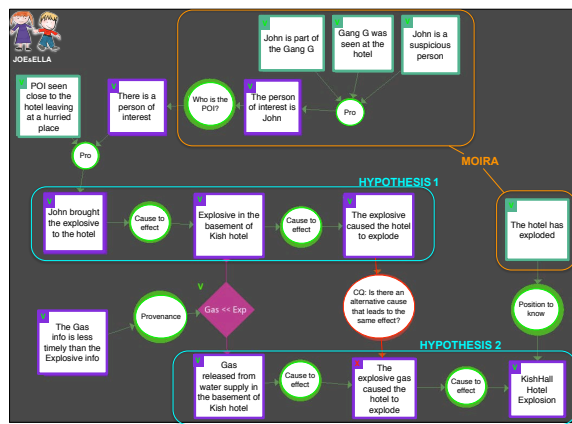 JOE&ELLA
John is part of
the Gang G
Gang G was
seen at the
hotel
John is a
suspicious
person
POI seen
close to the
hotel leaving
at a hurried
place
V
There is a
person of
interest
Who is the
POI?
V
The person
of interest is
John
Pro
Pro
MOIRA
HYPOTHESIS 1
V
John brought
the explosive
to the hotel
Cause to
effect
V
Explosive in the
basement of
Kish hotel
Cause to
effect
V
The explosive
caused the hotel
to explode
The hotel has
exploded
V
The Gas
info is less
timely than the
Explosive info
Provenance
V
Gas << Exp
CQ: Is there an
alternative cause
that leads to the
same effect?
Position to
know
HYPOTHESIS 2
V
Gas
released from
water supply in
the basement of
Kish hotel
Cause to
effect
The
explosive gas
caused the
hotel to
explode
Cause to
effect
V
KishHall
Hotel
Explosion